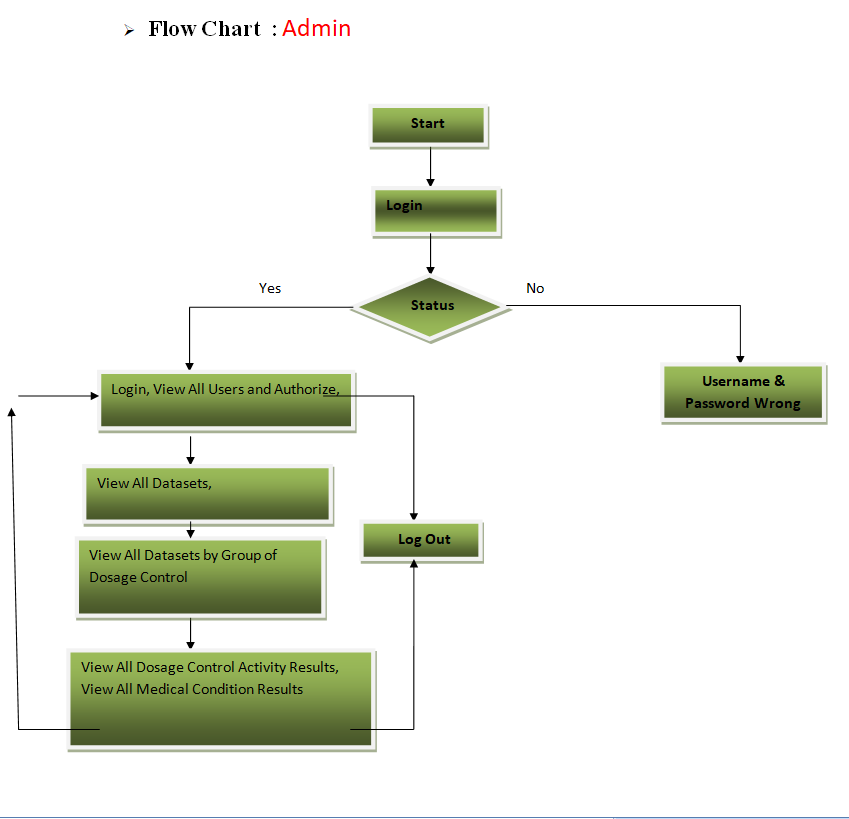 ➢ Flow Chart : Admin
Start
Login
Status
Yes
No
Login, View All Users and Authorize,
Username &
Password Wrong
View All Datasets,
View All Datasets by Group of
Dosage Control
Log Out
View All Dosage Control Activity Results,
View All Medical Condition Results